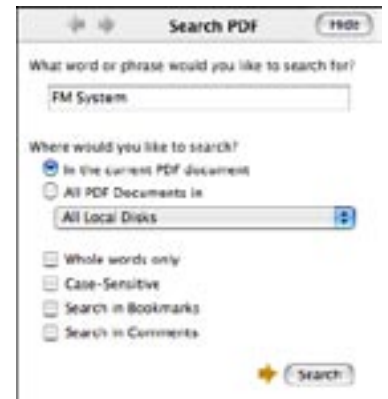 Search PDF Hide
What word or phrase would you like to search for?
FM System
Where would you like to search?
In the current PDF document
All PDF Documents in
All Local Disks
Whole words only
Case-Sensitive
Search in Bookmarks
Search in Comments
Search